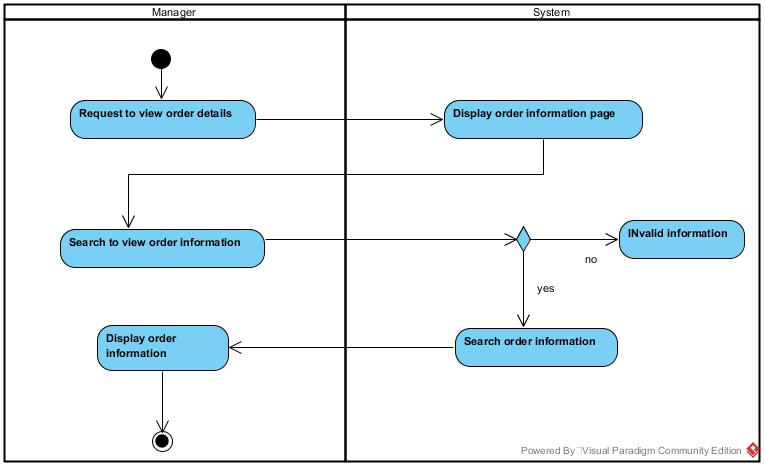 Manager
System
Request to view order details
Display order information page
Search to view order information
INvalid information
no
yes
Display order
information
Search order information
Powered By Visual Paradigm Community Edition